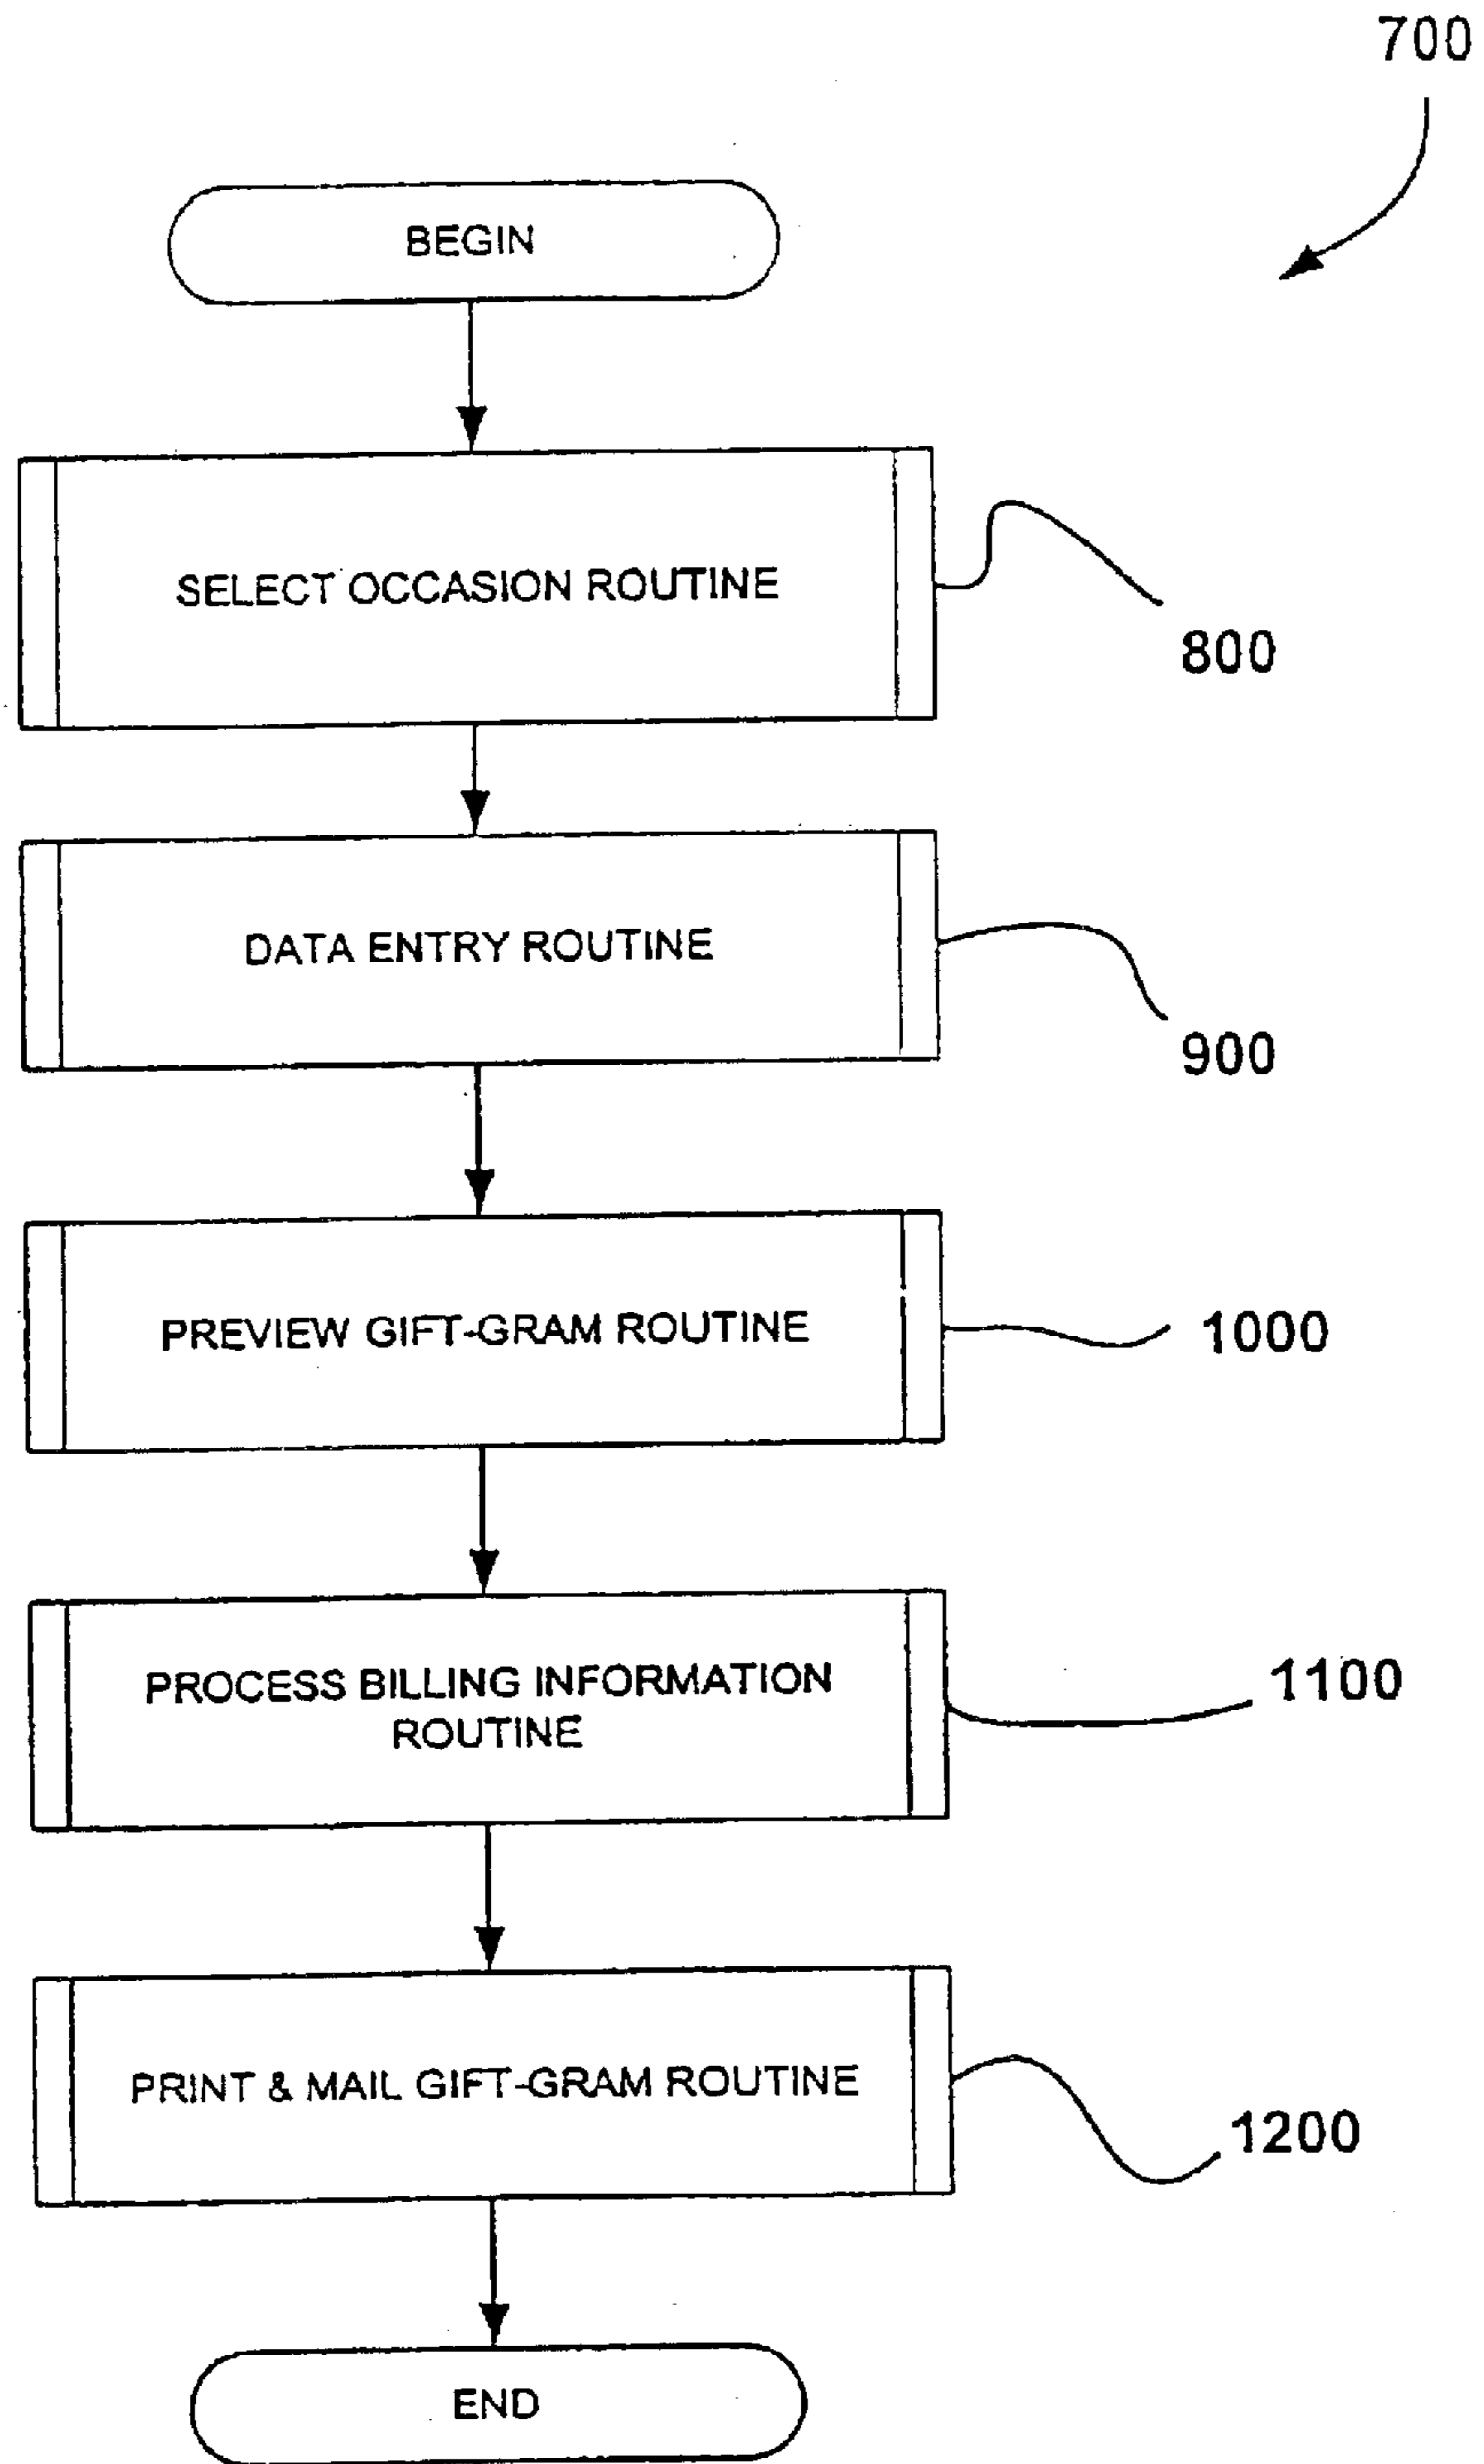 700
BEGIN
SELECT OCCASION ROUTINE
800
DATA ENTRY ROUTINE
900
PREVIEW GIFT-GRAM ROUTINE
1000
PROCESS BILLING INFORMATION
ROUTINE
1100
PRINT & MAIL GIFT-GRAM ROUTINE
1200
END